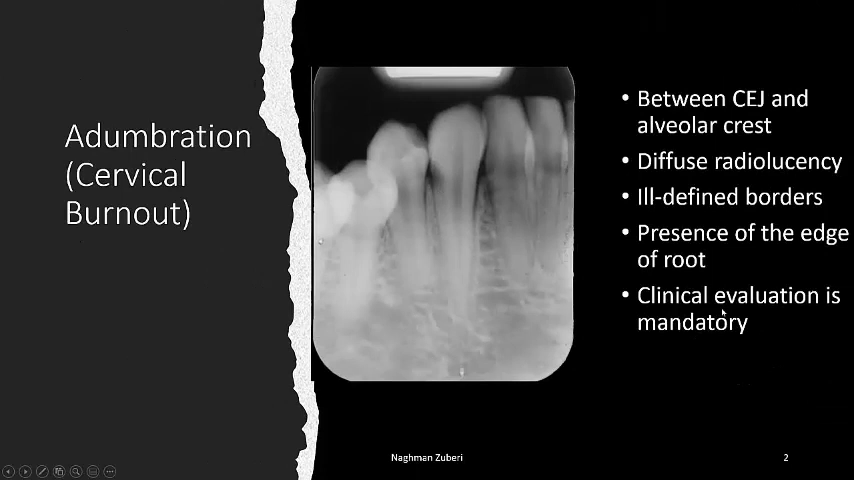 Adumbration
(Cervical
Burnout)
• Between CEJ and
alveolar crest
• Diffuse radiolucency
• Ill-defined borders
• Presence of the edge
of root
• Clinical evaluation is
mandatory
Naghman Zuberi
2